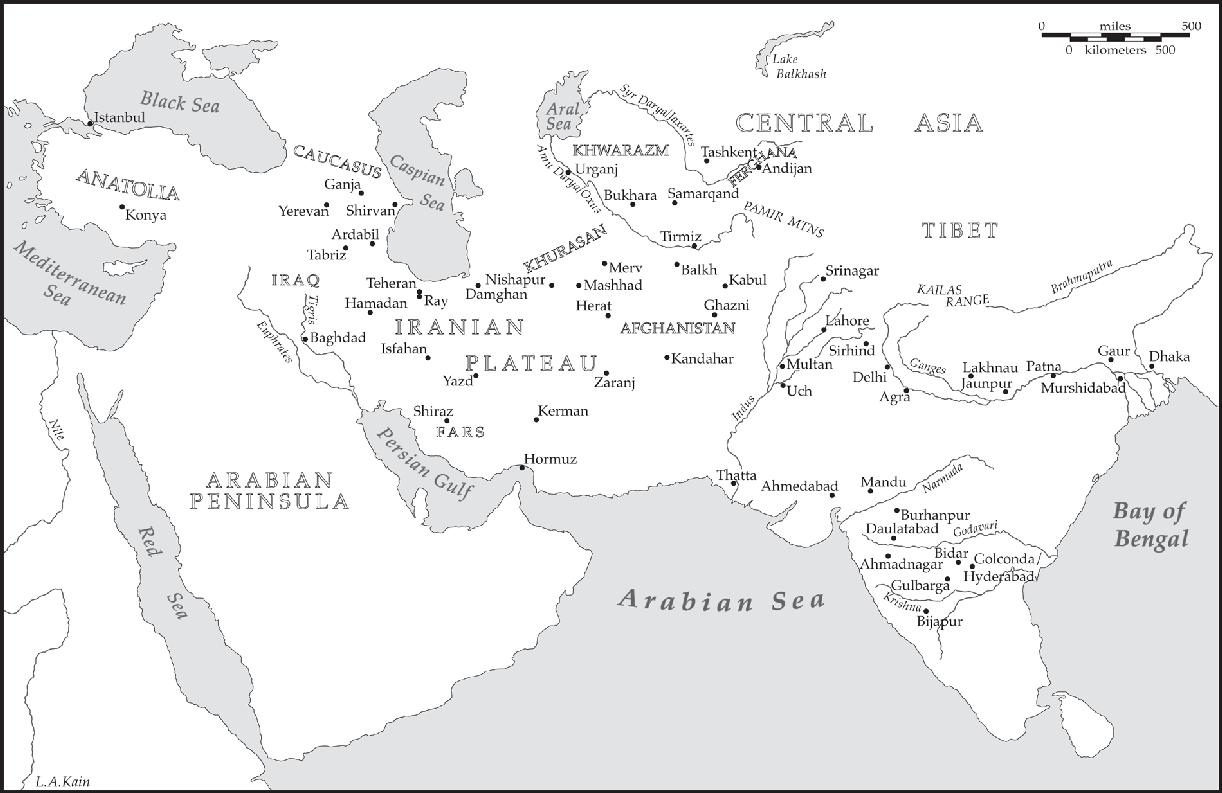 0 miles 500
0 kilometers 500
Lake
Balkhash
Black Sea
Istanbul
Aral
Sea
Syr Darya/Jaxartes
CENTRAL ASIA
CAUCASUS
Caspian
Sea
KHWARAZM
Urganj
Amu Darya/Oxus
Tashkent
FERGHANA
Andijan
ANATOLIA
Konya
Ganja
Yerevan
Shirvan
Bukhara
Samarqand
PAMIR MTNS
Ardabil
Tabriz
Tirmiz
TIBET
Mediterranean
Sea
IRAQ
Tigris
Teheran
Ray
Hamadan
Damghan
Nishapur
KHURASAN
Merv
Mashhad
Herat
Balkh
Kabul
Ghazni
Srinagar
KAILAS
RANGE
Brahmaputra
Euphrates
Baghdad
IRANIAN
PLATEAU
Isfahan
AFGHANISTAN
Kandahar
Lahore
Sirhind
Multan
Uch
Delhi
Agra
Ganges
Lakhnau
Jaunpur
Patna
Gaur
Murshidabad
Dhaka
Yazd
Zaranj
Indus
Nile
Shiraz
FARS
Kerman
Persian Gulf
Hormuz
Thatta
Ahmedabad
Mandu
Narmada
ARABIAN
PENINSULA
Burhanpur
Daulatabad
Godavari
Bay of
Bengal
Red
Sea
Ahmadnagar
Bidar
Golconda/
Hyderabad
Gulbarga
Krishna
Bijapur
Arabian Sea
L.A.Kain